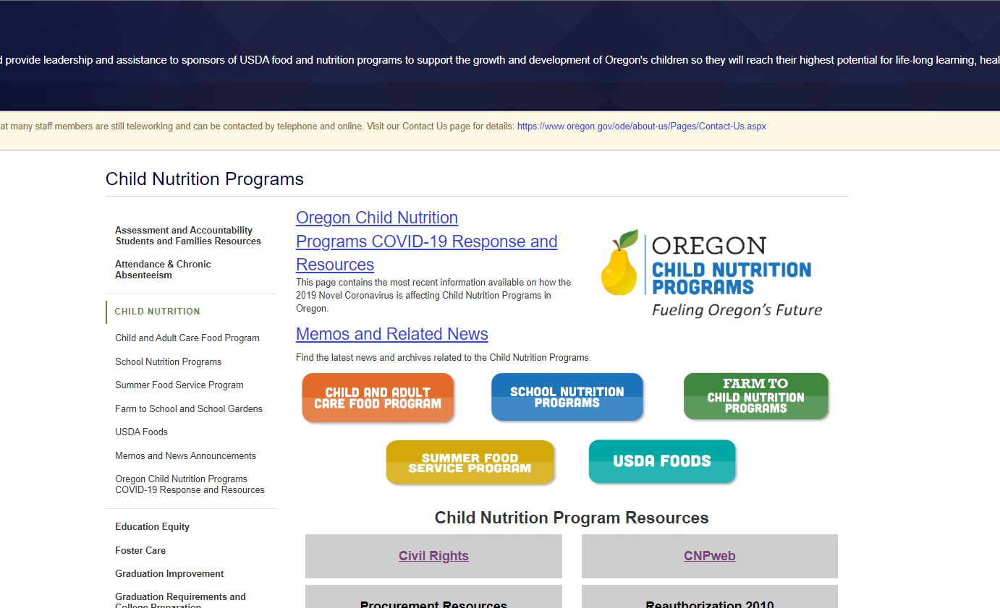 provide leadership and assistance to sponsors of USDA food and nutrition programs to support the growth and development of Oregon's children so they will reach their highest potential for life-long learning,
at many staff members are still teleworking and can be contacted by telephone and online. Visit our Contact Us page for details: https://www.oregon.gov/ode/about-us/Pages/Contact-Us.aspx
Child Nutrition Programs
Assessment and Accountability
Students and Families Resources
Attendance & Chronic
Absenteeism
CHILD NUTRITION
Child and Adult Care Food Program
School Nutrition Programs
Summer Food Service Program
Farm to School and School Gardens
USDA Foods
Memos and News Announcements
Oregon Child Nutrition Programs
COVID-19 Response and Resources
Education Equity
Foster Care
Graduation Improvement
Graduation Requirements and
College Preparation
Oregon Child Nutrition
Programs COVID-19 Response and
Resources
This page contains the most recent information available on how the
2019 Novel Coronavirus is affecting Child Nutrition Programs in
Oregon.
Memos and Related News
Find the latest news and archives related to the Child Nutrition Programs.
OREGON
CHILD NUTRITION
PROGRAMS
Fueling Oregon's Future
CHILD AND ADULT
CARE FOOD PROGRAM
SCHOOL NUTRITION
PROGRAMS
FARM TO
CHILD NUTRITION
PROGRAMS
SUMMER FOOD
SERVICE PROGRAM
USDA FOODS
Child Nutrition Program Resources
Civil Rights
CNPweb
Procurement Resources
Reauthorization 2010